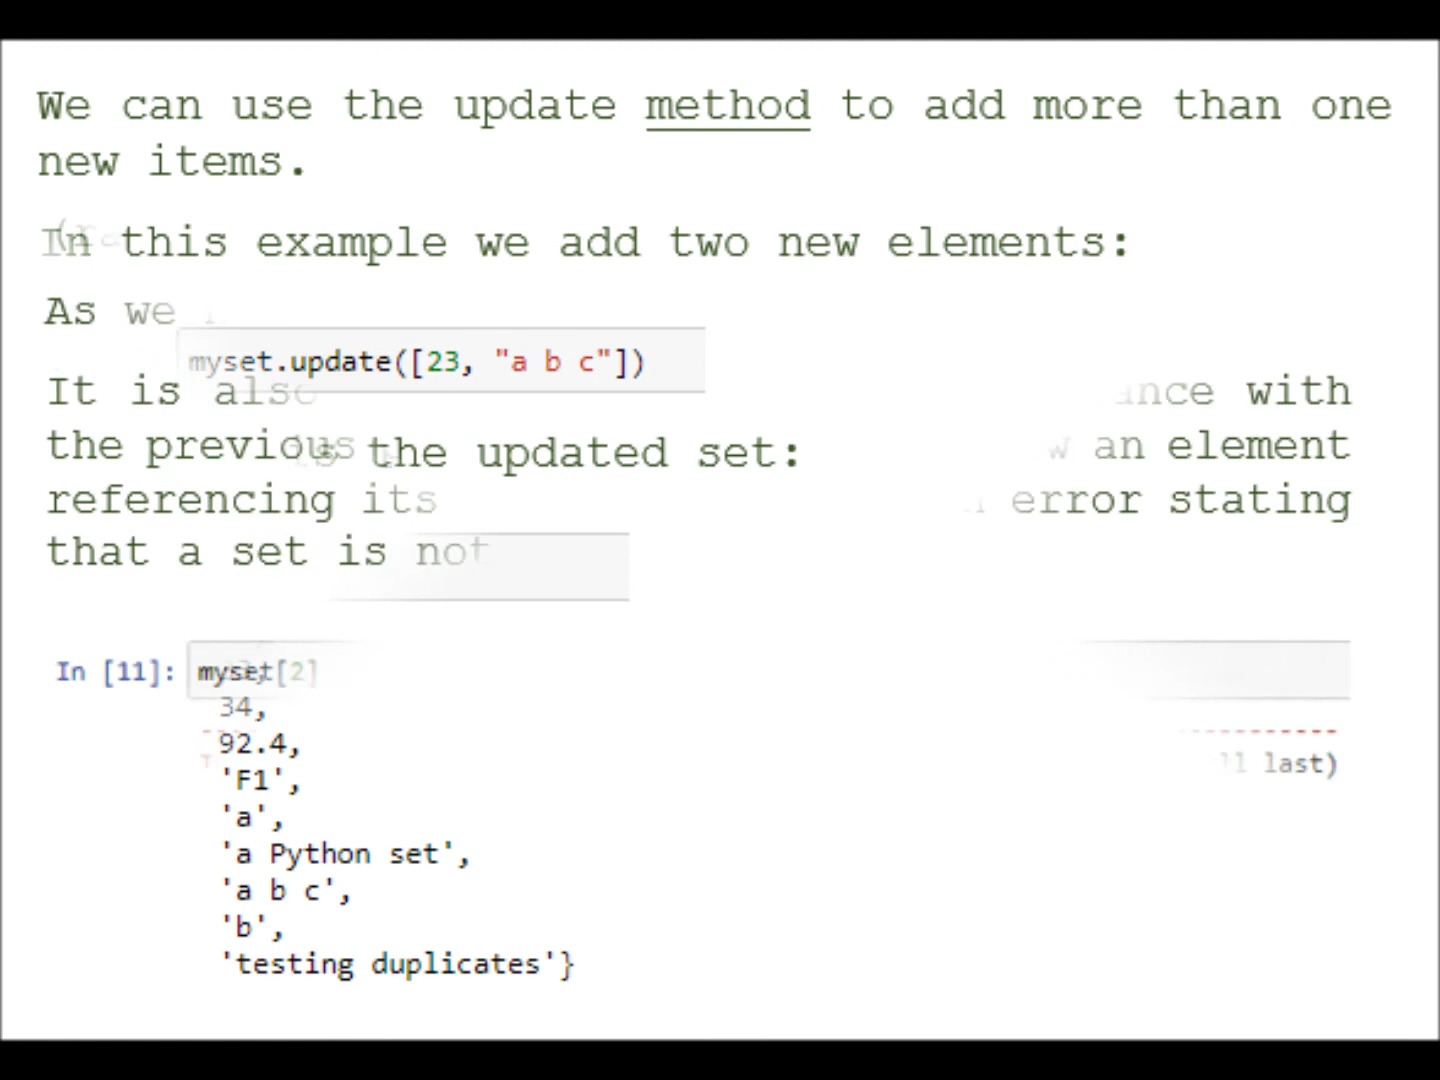 We can use the update method to add more than one
new items.
In this example we add two new elements:
As we
myset.update([23, "a b c"])
It is also with
the previous an element
the updated set:
referencing its error stating
that a set is not
In [11]: myset[2]
34,
92.4,
'F1',
last)
'a',
'a Python set',
'a b c',
'b',
'testing duplicates'}